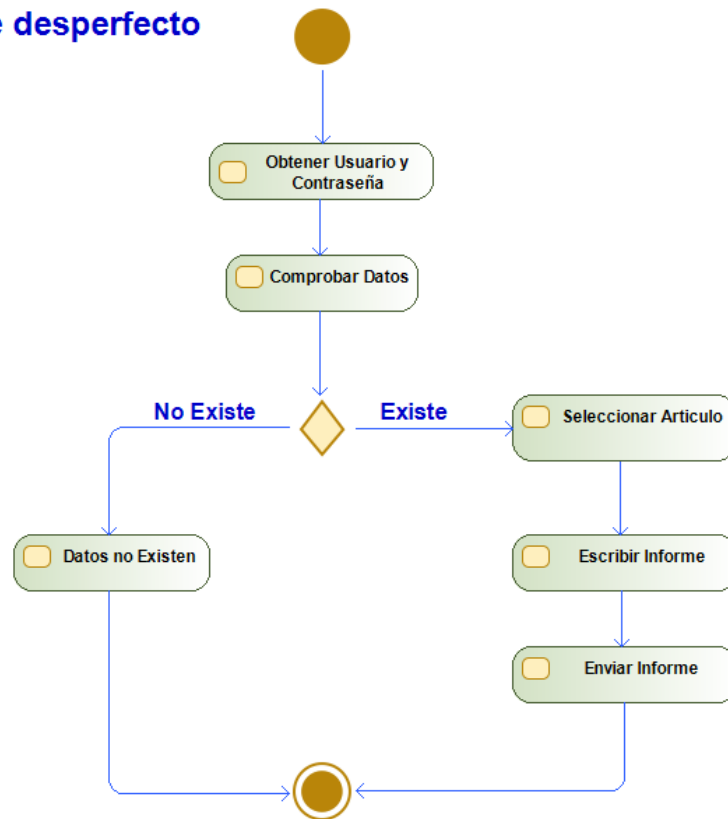 e desperfecto
Obtener Usuario y
Contraseña
Comprobar Datos
No Existe
Existe
Seleccionar Articulo
Datos no Existen
Escribir Informe
Enviar Informe